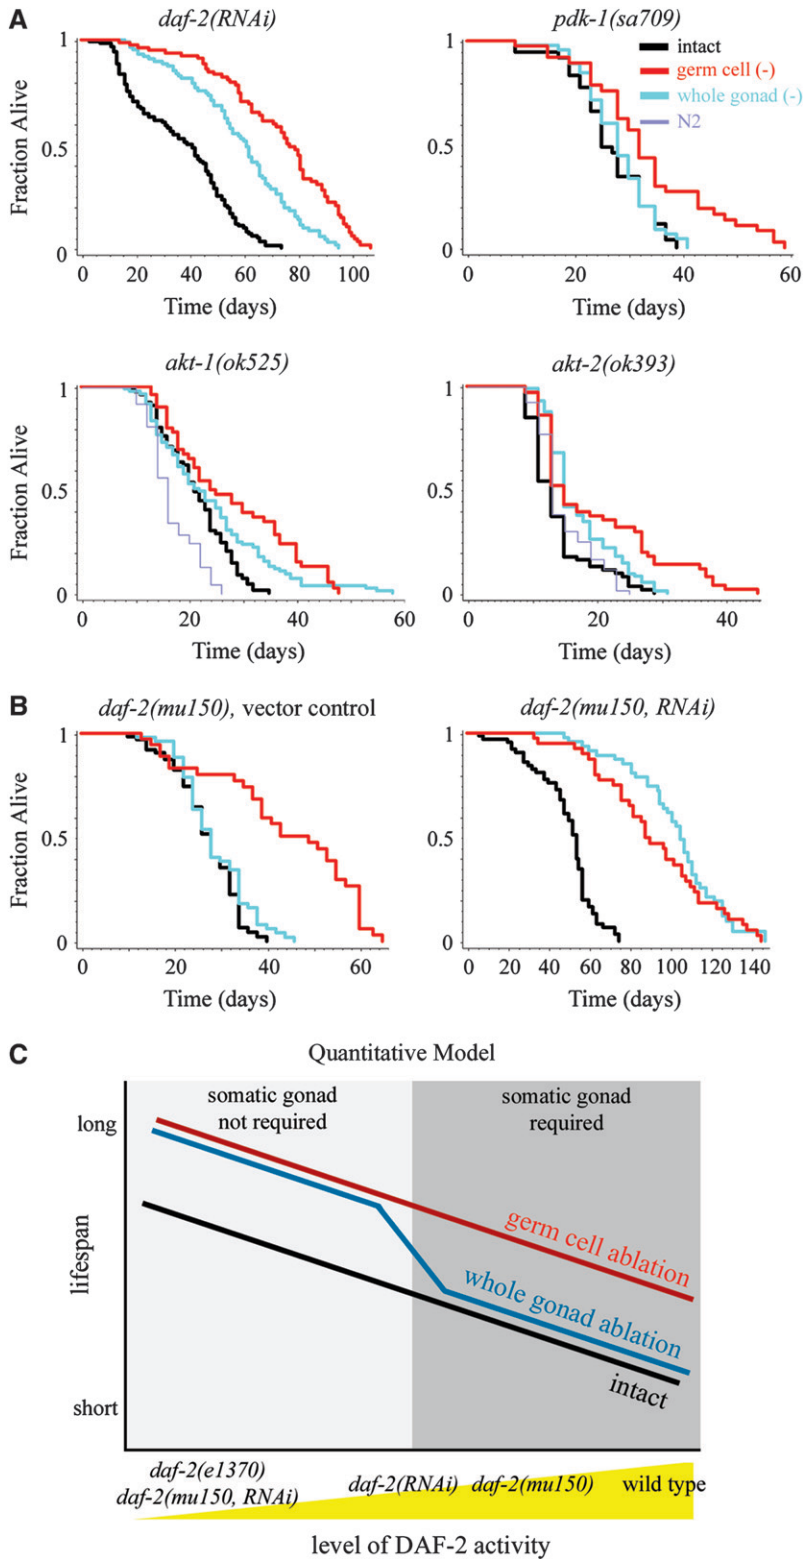 A
daf-2(RNAi)
pdk-1(sa709)
Fraction Alive
1
0.5
0
0 20 40 60 80 100
Time (days)
1
0.5
0
0 20 40 60
Time (days)
intact
germ cell (-)
whole gonad (-)
N2
akt-1(ok525)
akt-2(ok393)
Fraction Alive
1
0.5
0
0 20 40 60
Time (days)
1
0.5
0
0 20 40
Time (days)
B
daf-2(mu150), vector control
daf-2(mu150, RNAi)
Fraction Alive
1
0.5
0
0 20 40 60
Time (days)
1
0.5
0
0 20 40 60 80 100 120 140
Time (days)
C
Quantitative Model
somatic gonad
not required
somatic gonad
required
long
lifespan
short
germ cell ablation
whole gonad ablation
intact
daf-2(e1370)
daf-2(mu150, RNAi)
daf-2(RNAi)
daf-2(mu150)
wild type
level of DAF-2 activity